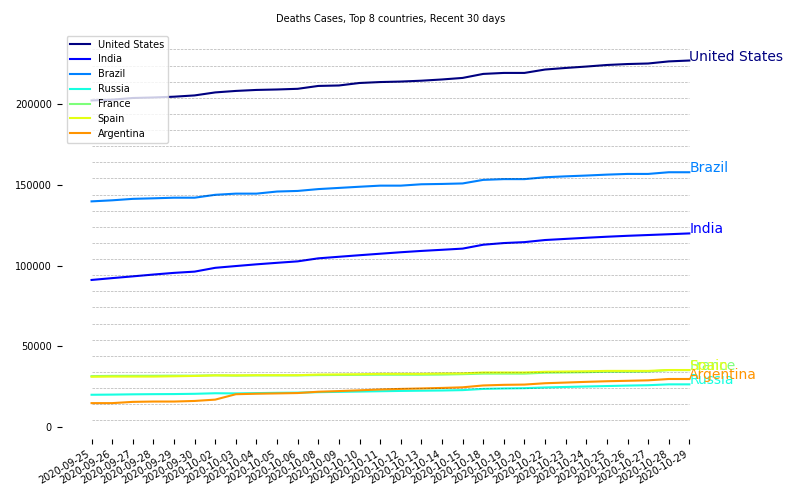 Deaths Cases, Top 8 countries, Recent 30 days
United States
India
Brazil
Russia
France
Spain
Argentina
200000
150000
100000
50000
0
United States
Brazil
India
France
Argentina
Russia
2020-09-25
2020-09-26
2020-09-27
2020-09-28
2020-09-29
2020-09-30
2020-10-02
2020-10-03
2020-10-04
2020-10-05
2020-10-06
2020-10-08
2020-10-09
2020-10-10
2020-10-11
2020-10-12
2020-10-13
2020-10-14
2020-10-15
2020-10-18
2020-10-19
2020-10-20
2020-10-22
2020-10-23
2020-10-24
2020-10-25
2020-10-26
2020-10-27
2020-10-28
2020-10-29